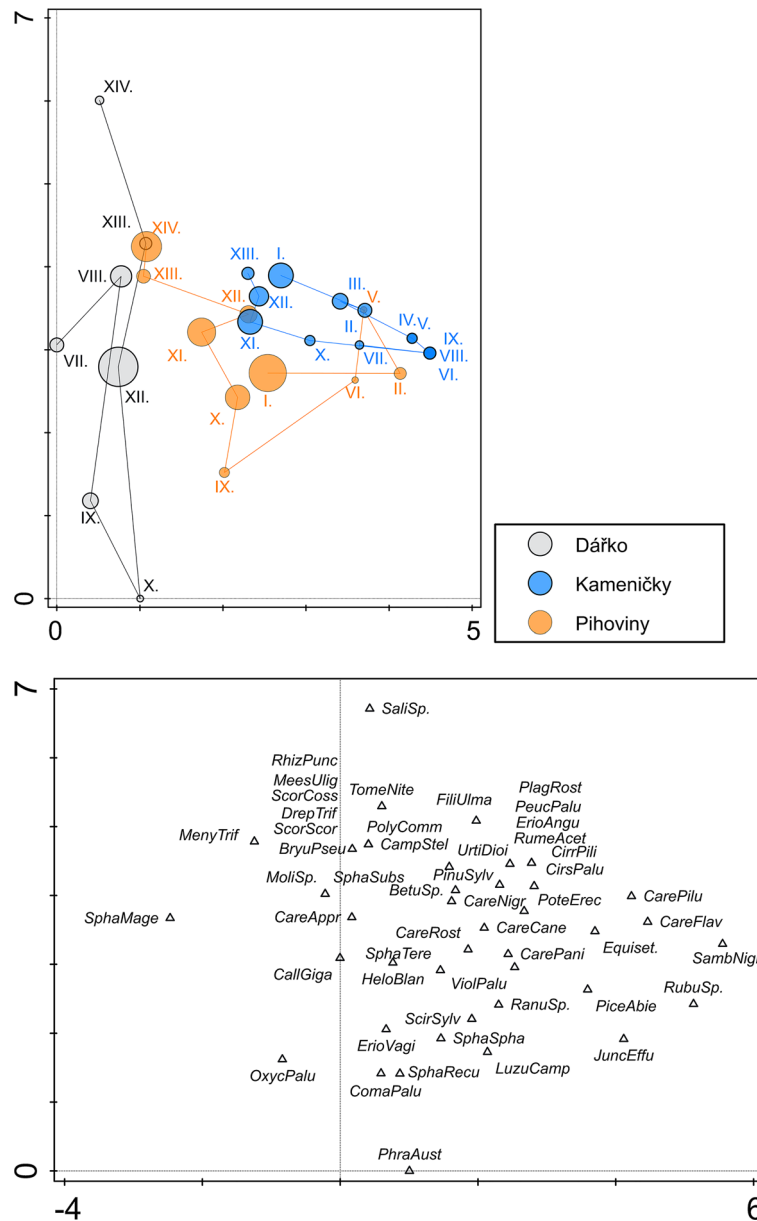 7
XIV.
XIII.
XIV.
XIII.
I.
VIII.
XIII.
III.
V.
XII.
XII.
IV.
V.
IX.
XI.
II.
VII.
XI.
X.
VII.
VIII.
XII.
I.
VI.
II.
VI.
X.
IX.
IX.
X.
0
0
5
Dářko
Kameničky
Pihoviny
7
SaliSp.
RhizPunc
MeesUlig
ScorCoss
TomeNite
PlagRost
FiliUlma
PeucPalu
DrepTrif
ErioAngu
ScorScor
PolyComm
MenyTrif
RumeAcet
BryuPseu
CampStel
UrtiDioi
CirrPili
MoliSp.
SphaSubs
PinuSylv
CirsPalu
BetuSp.
CareNigr
PoteErec
CarePilu
SphaMage
CareAppr
CareFlav
CareRost
CareCane
Equiset.
SphaTere
CarePani
SambNigr
CallGiga
HeloBlan
ViolPalu
RubuSp.
RanuSp.
PiceAbie
ScirSylv
ErioVagi
SphaSpha
JuncEffu
OxycPalu
SphaRecu
LuzuCamp
ComaPalu
PhraAust
0
-4
6